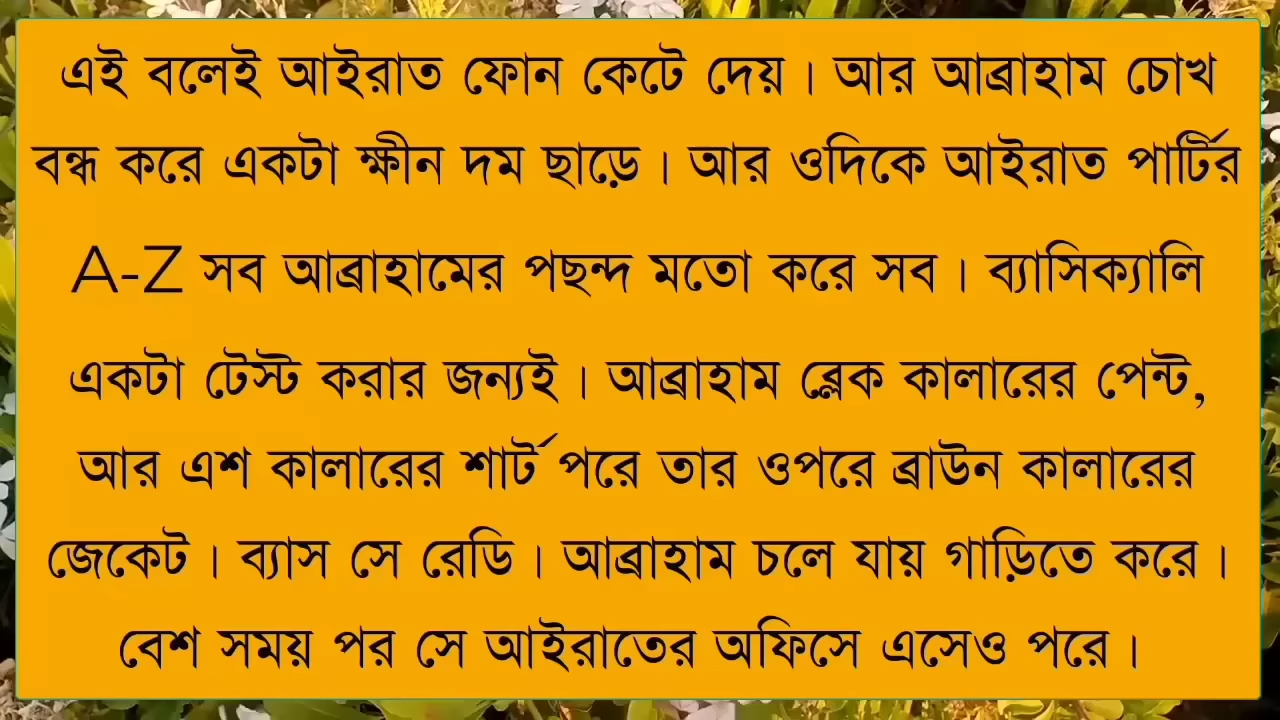 এই বলেই আইরাত ফোন কেটে দেয়। আর আব্রাহাম চোখ
বন্ধ করে একটা ক্ষীন দম ছাড়ে। আর ওদিকে আইরাত পার্টির
A-Z সব আব্রাহামের পছন্দ মতো করে সব। ব্যাসিক্যালি
একটা টেস্ট করার জন্যই। আব্রাহাম ব্লেক কালারের পেন্ট,
আর এশ কালারের শার্ট পরে তার ওপরে ব্রাউন কালারের
জেকেট। ব্যাস সে রেডি। আব্রাহাম চলে যায় গাড়িতে করে।
বেশ সময় পর সে আইরাতের অফিসে এসেও পরে।